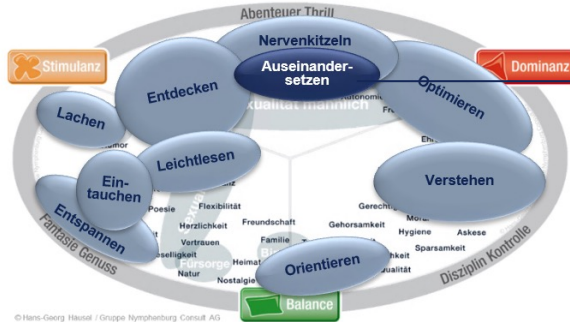 Abenteuer Thrill
Nervenkitzeln
Stimulanz
Auseinander-
setzen
Dominanz
Entdecken
Optimieren
Lachen
Leichtlesen
Ein-
tauchen
Verstehen
Poesie
Flexibilität
Entspannen
Herzlichkeit
Freundschaft
Gehorsamkeit
Hygiene
Askese
Vertrauen
Familie
Sparsamkeit
Fürsorge
Heimat
Orientieren
Natur
Nostalgie
Fantasie Genuss
Disziplin Kontrolle
Balance
© Hans-Georg Häusel / Gruppe Nymphenburg Consult AG